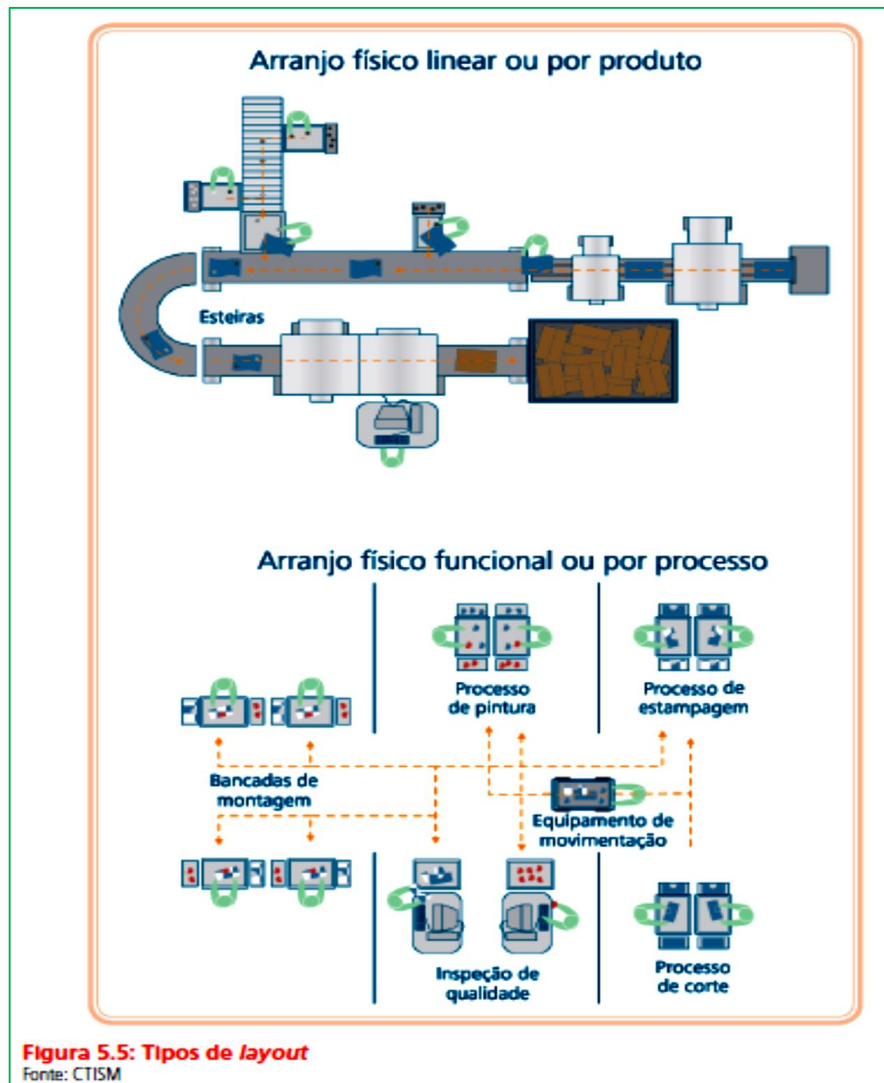 Arranjo físico linear ou por produto
Esteiras
Arranjo físico funcional ou por processo
Processo
de pintura
Processo de
estampagem
Bancadas de
montagem
Equipamento de
movimentação
Inspeção de
qualidade
Processo
de corte
Figura 5.5: Tipos de layout
Fonte: CTISM